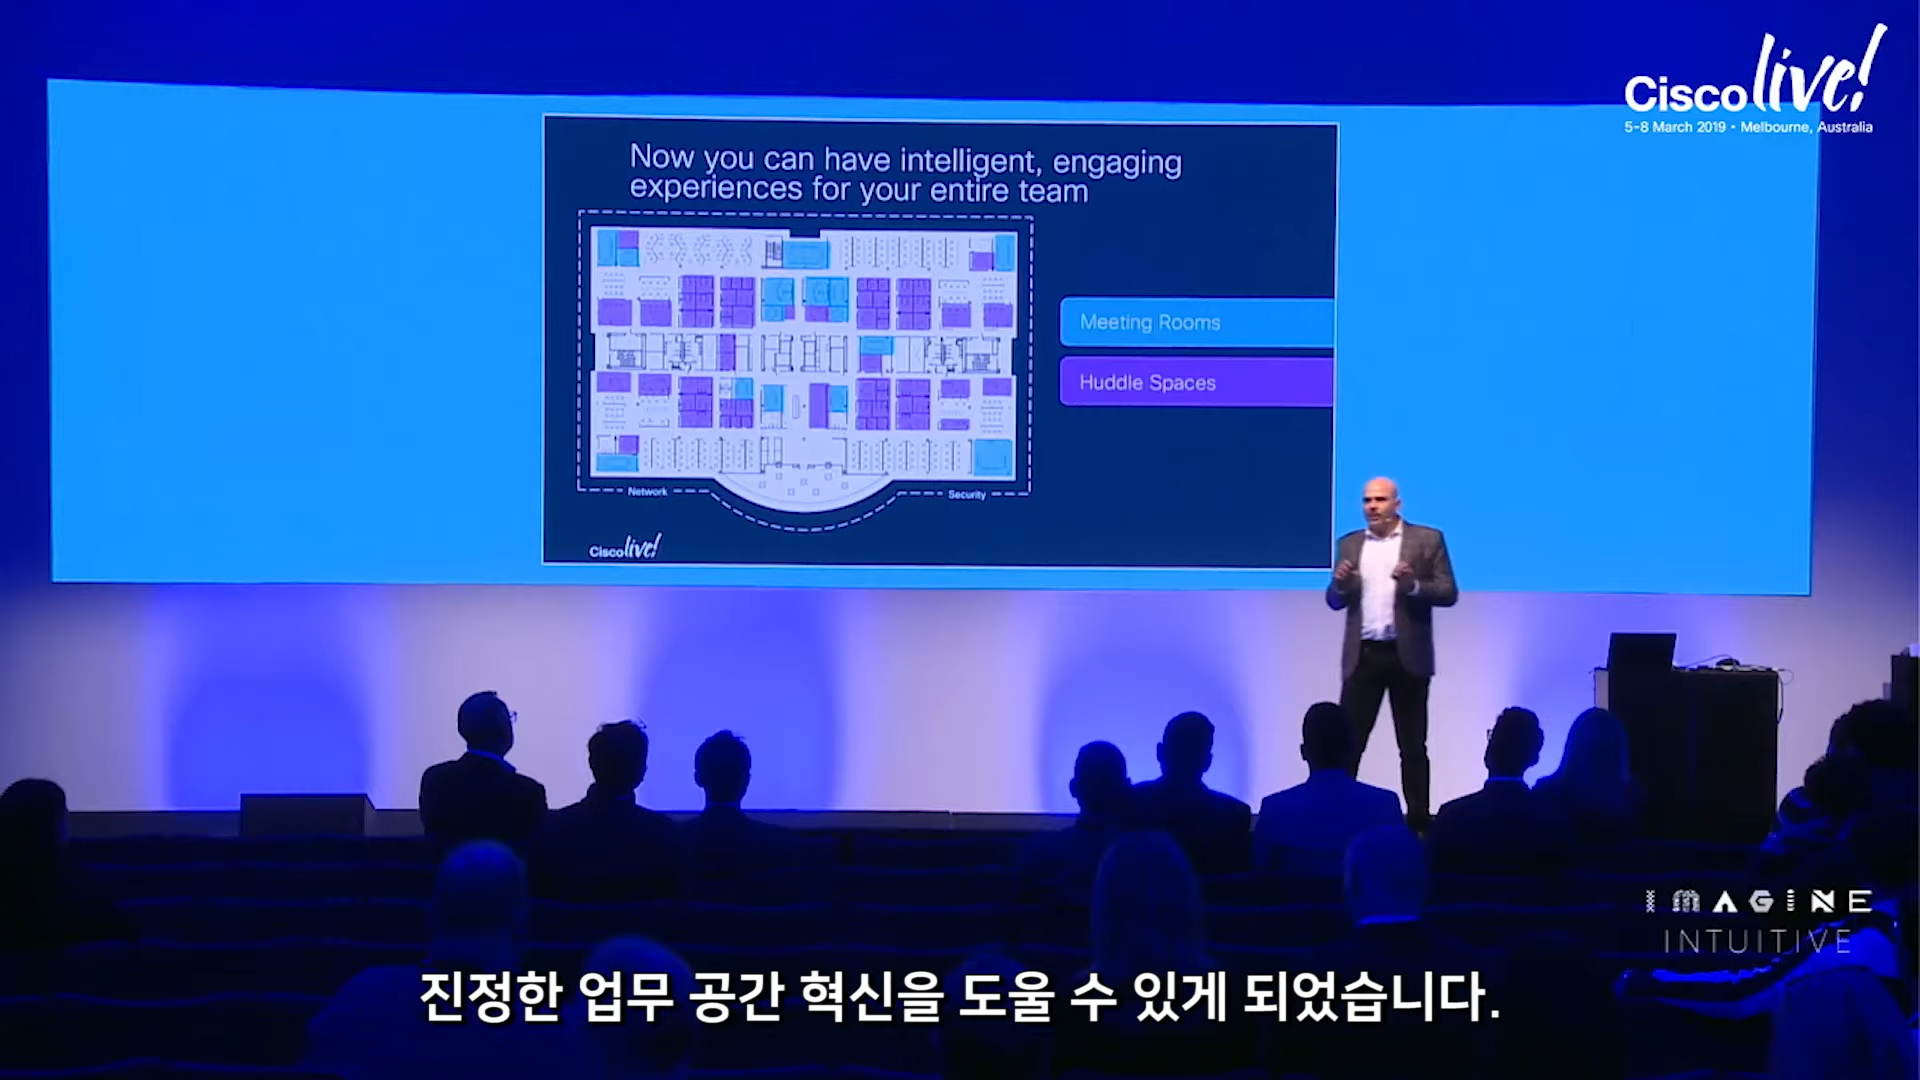 Cisco live!
5-8 March 2019 • Melbourne, Australia
Now you can have intelligent, engaging
experiences for your entire team
Meeting Rooms
Huddle Spaces
Network
Security
Cisco live!
IMAGINE
INTUITIVE
진정한 업무 공간 혁신을 도울 수 있게 되었습니다.